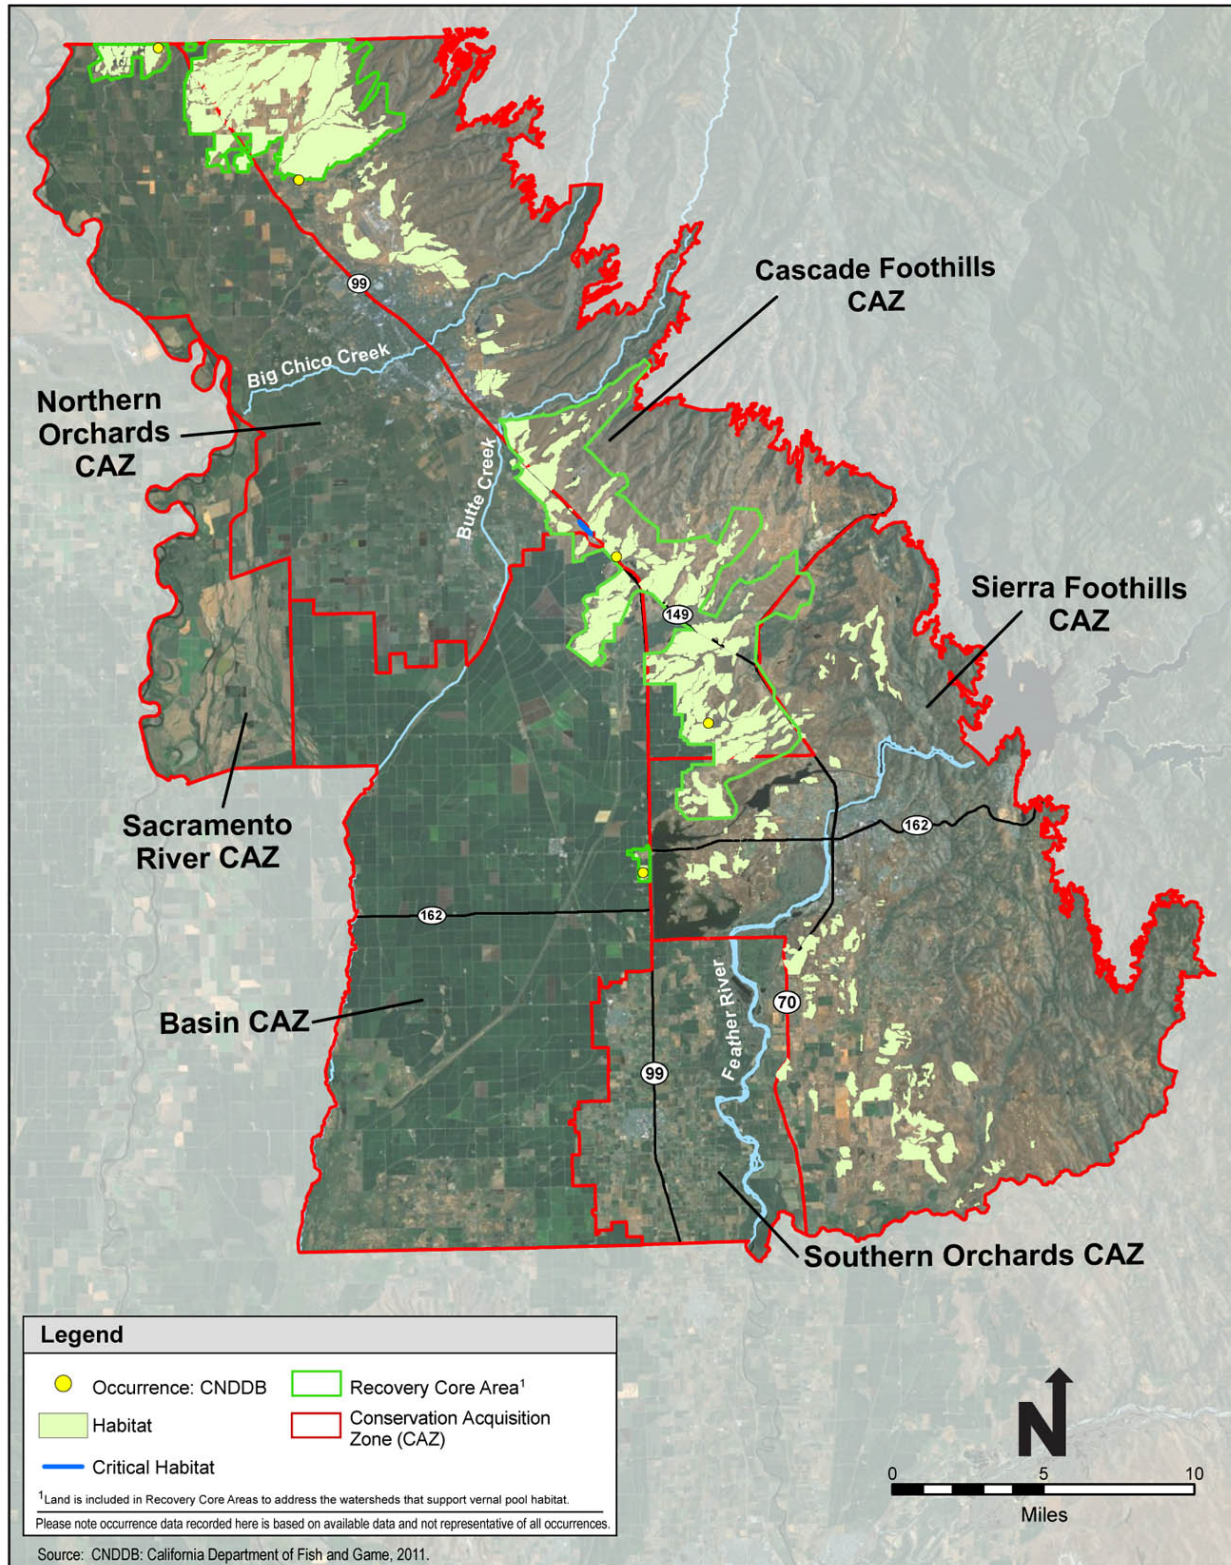 99
Cascade Foothills
CAZ
Big Chico Creek
Northern
Orchards
CAZ
Butte Creek
149
Sierra Foothills
CAZ
Sacramento
River CAZ
162
162
Basin CAZ
Feather River
70
99
Southern Orchards CAZ
Legend
Occurrence: CNDDB
Recovery Core Area1
Habitat
Conservation Acquisition
Zone (CAZ)
Critical Habitat
1Land is included in Recovery Core Areas to address the watersheds that support vernal pool habitat.
Please note occurrence data recorded here is based on available data and not representative of all occurrences.
Source: CNDDB: California Department of Fish and Game, 2011.
N
0 5 10
Miles